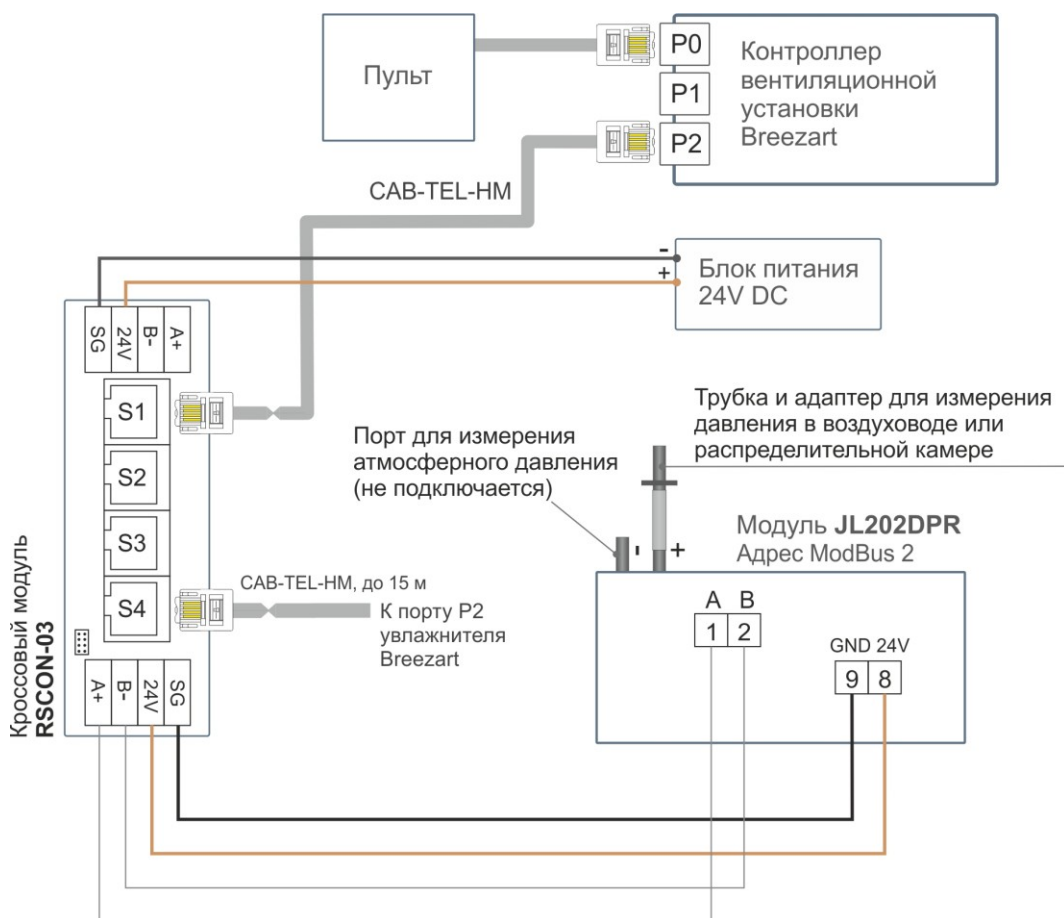 Пульт
P0
P1
P2
Контроллер
вентиляционной
установки
Breezart
CAB-TEL-HM
-
+
Блок питания
24V DC
SG
24V
B-
A+
S1
S2
S3
S4
Кроссовый модуль
RSCON-03
CAB-TEL-HM, до 15 м
К порту P2
увлажнителя
Breezart
A+
B-
24V
SG
Порт для измерения
атмосферного давления
(не подключается)
Трубка и адаптер для измерения
давления в воздуховоде или
распределительной камере
-
+
Модуль JL202DPR
Адрес ModBus 2
A B
1 2
GND 24V
9 8